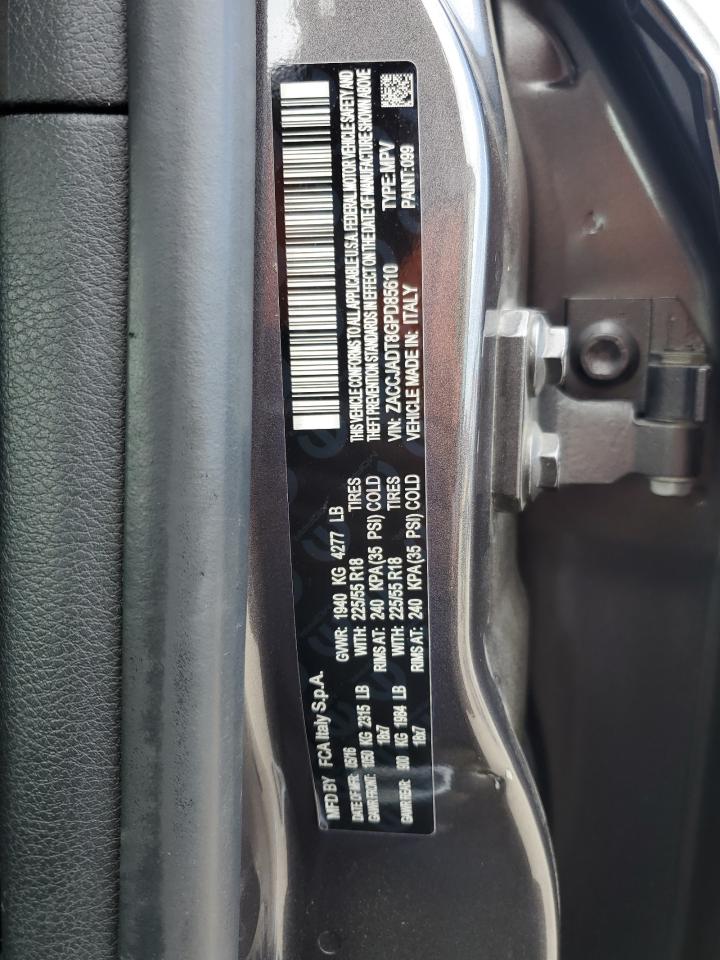 MFD BY FCA Italy S.p.A.
DATE OF MFR: 05/16 GVWR: 1940 KG 4277 LB
GAWR FRONT: 1050 KG 2315 LB WITH: 225/55 R18 TIRES
18x7 RIMS AT: 240 KPA(35 PSI) COLD
GAWR REAR: 900 KG 1984 LB WITH: 225/55 R18 TIRES
18x7 RIMS AT: 240 KPA(35 PSI) COLD
THIS VEHICLE CONFORMS TO ALL APPLICABLE U.S.A. FEDERAL MOTOR VEHICLE SAFETY AND
THEFT PREVENTION STANDARDS IN EFFECT ON THE DATE OF MANUFACTURE SHOWN ABOVE
VIN: ZACCJADT8GPD85610 TYPE:MPV
VEHICLE MADE IN: ITALY PAINT:099